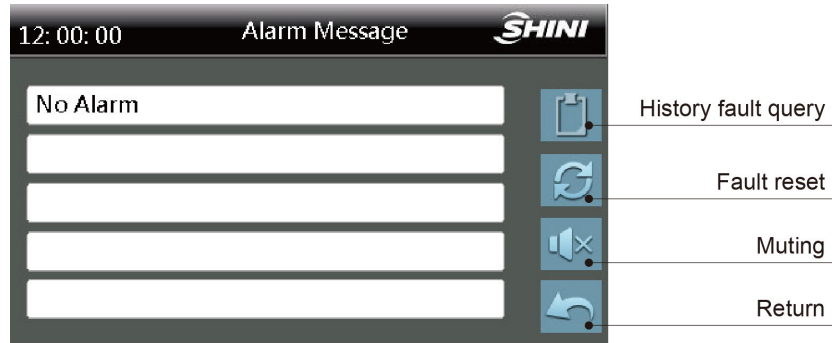 12: 00: 00 Alarm Message SHINI
No Alarm
History fault query
Fault reset
Muting
Return